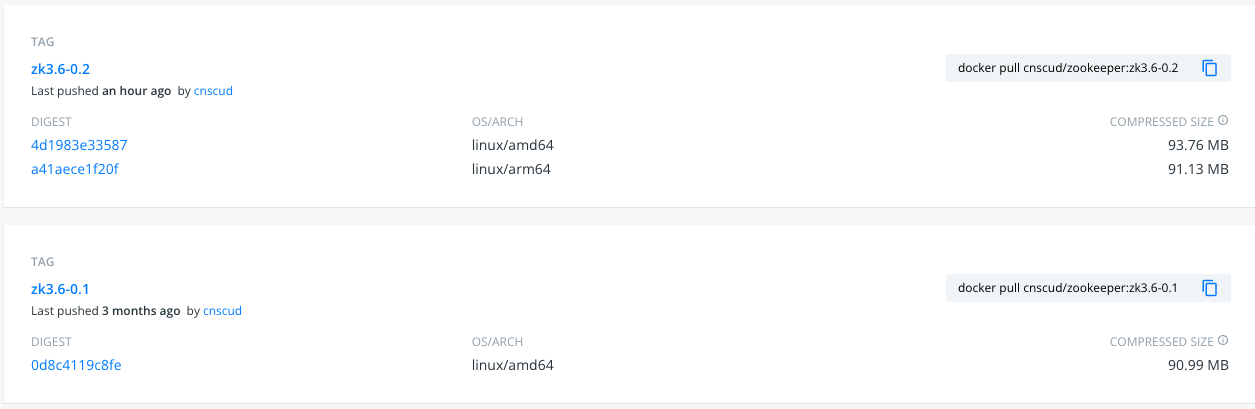 TAG
zk3.6-0.2
docker pull cnscud/zookeeper:zk3.6-0.2
Last pushed an hour ago by cnscud
DIGEST OS/ARCH COMPRESSED SIZE
4d1983e33587 linux/amd64 93.76 MB
a41aece1f20f linux/arm64 91.13 MB
TAG
zk3.6-0.1
docker pull cnscud/zookeeper:zk3.6-0.1
Last pushed 3 months ago by cnscud
DIGEST OS/ARCH COMPRESSED SIZE
0d8c4119c8fe linux/amd64 90.99 MB